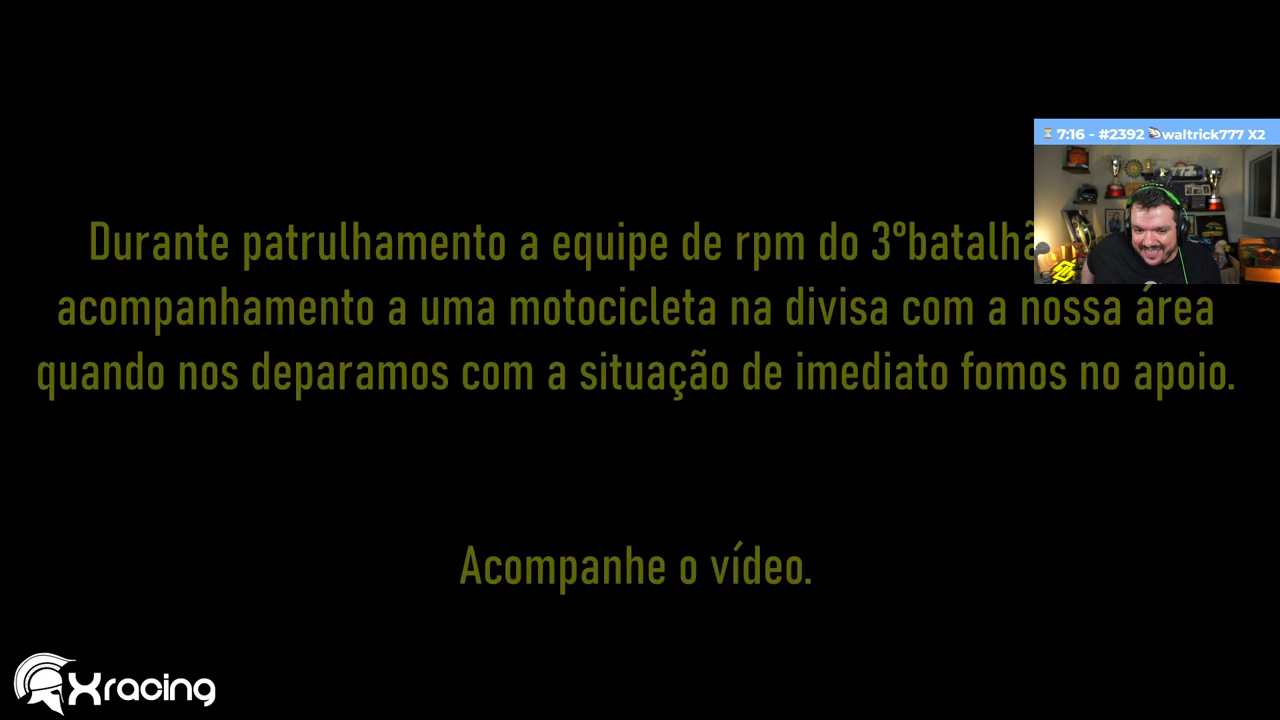 7:16 - #2392 waltrick777 X2
Durante patrulhamento a equipe de rpm do 3ºbatalhã
acompanhamento a uma motocicleta na divisa com a nossa área
quando nos deparamos com a situação de imediato fomos no apoio.
Acompanhe o vídeo.
Xracing